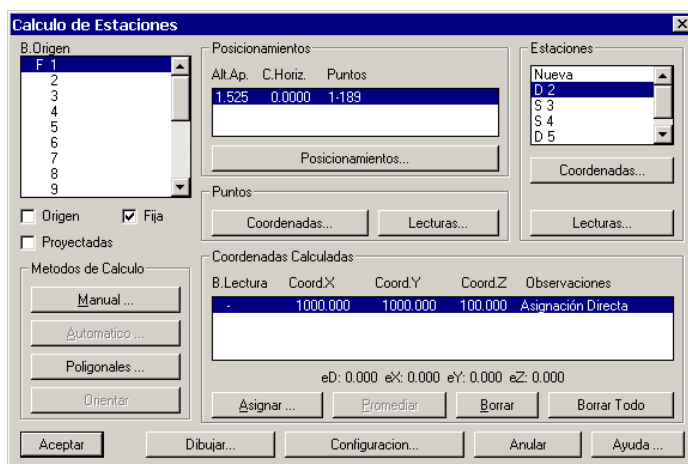 Calculo de Estaciones
B.Origen
F 1
2
3
4
5
6
7
8
9
Origen Fija
Proyectadas
Metodos de Calculo
Manual ...
Automatico ...
Poligonales ...
Orientar
Posicionamientos
Alt.Ap. C.Horiz. Puntos
1.525 0.0000 1-189
Posicionamientos...
Puntos
Coordenadas... Lecturas...
Estaciones
Nueva
D 2
S 3
S 4
D 5
Coordenadas...
Lecturas...
Coordenadas Calculadas
B.Lectura Coord.X Coord.Y Coord.Z Observaciones
- 1000.000 1000.000 100.000 Asignación Directa
eD: 0.000 eX: 0.000 eY: 0.000 eZ: 0.000
Asignar ... Promediar Borrar Borrar Todo
Aceptar Dibujar... Configuracion... Anular Ayuda ...